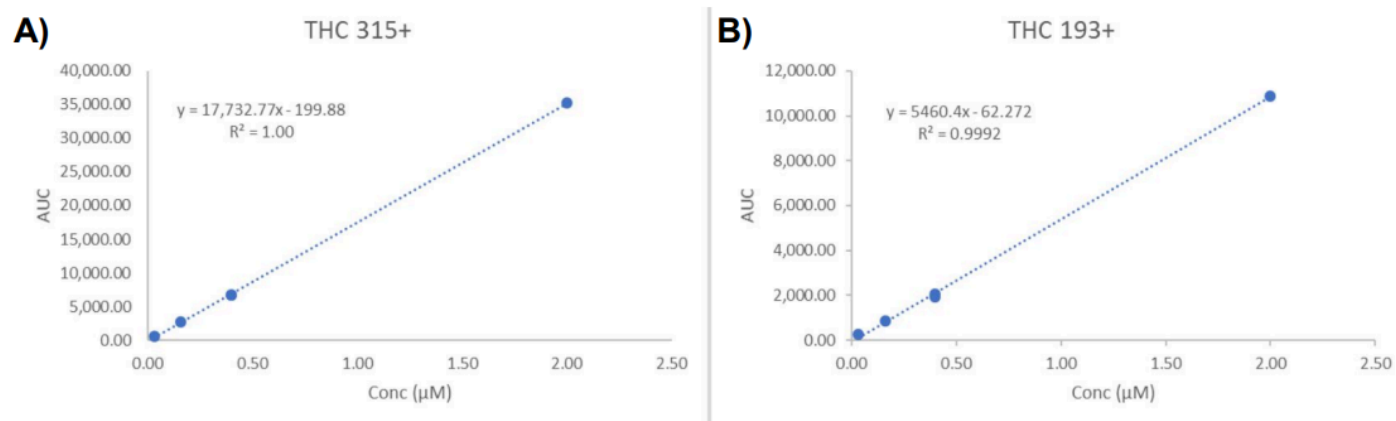 A)
THC 315+
40,000.00
35,000.00
30,000.00
25,000.00
20,000.00
15,000.00
10,000.00
5,000.00
0.00
AUC
y = 17,732.77x - 199.88
R² = 1.00
0.00 0.50 1.00 1.50 2.00 2.50
Conc (µM)
B)
THC 193+
12,000.00
10,000.00
8,000.00
6,000.00
4,000.00
2,000.00
0.00
AUC
y = 5460.4x - 62.272
R² = 0.9992
0.00 0.50 1.00 1.50 2.00 2.50
Conc (µM)